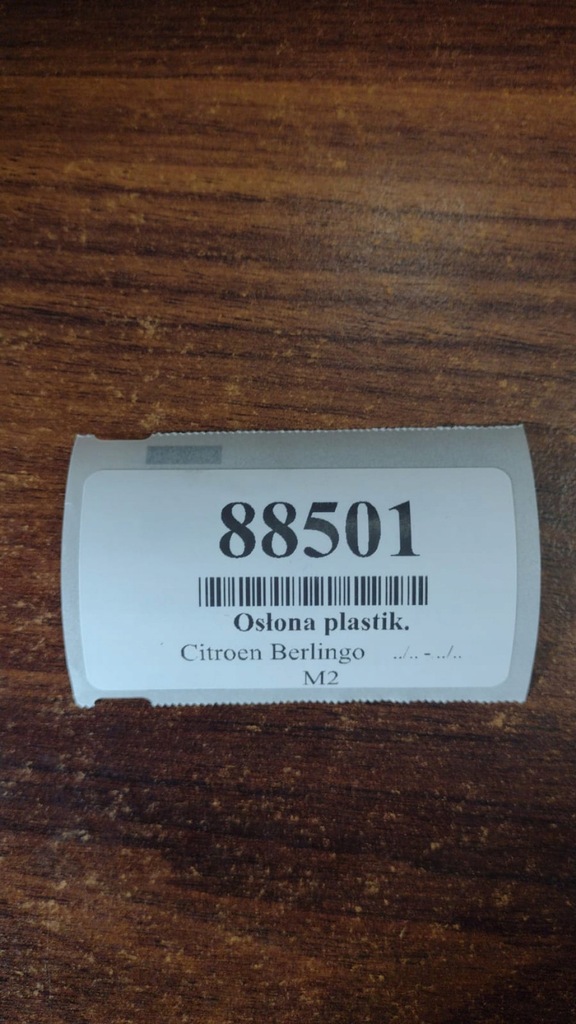 88501
Osłona plastik.
Citroen Berlingo ../.. - ../..
M2